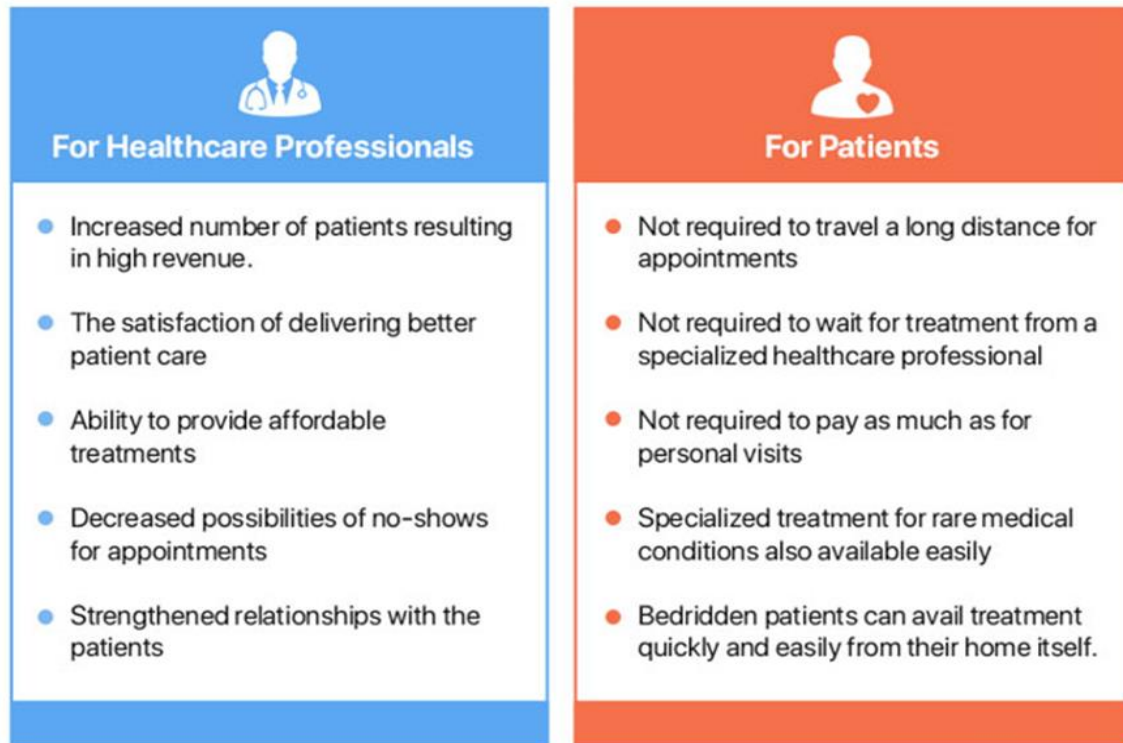 For Healthcare Professionals
Increased number of patients resulting
in high revenue.
The satisfaction of delivering better
patient care
Ability to provide affordable
treatments
Decreased possibilities of no-shows
for appointments
Strengthened relationships with the
patients
For Patients
Not required to travel a long distance for
appointments
Not required to wait for treatment from a
specialized healthcare professional
Not required to pay as much as for
personal visits
Specialized treatment for rare medical
conditions also available easily
Bedridden patients can avail treatment
quickly and easily from their home itself.